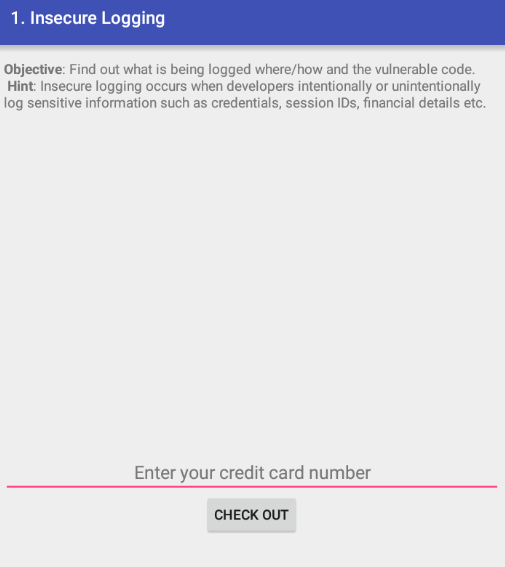 1. Insecure Logging
Objective: Find out what is being logged where/how and the vulnerable code.
Hint: Insecure logging occurs when developers intentionally or unintentionally
log sensitive information such as credentials, session IDs, financial details etc.
Enter your credit card number
CHECK OUT